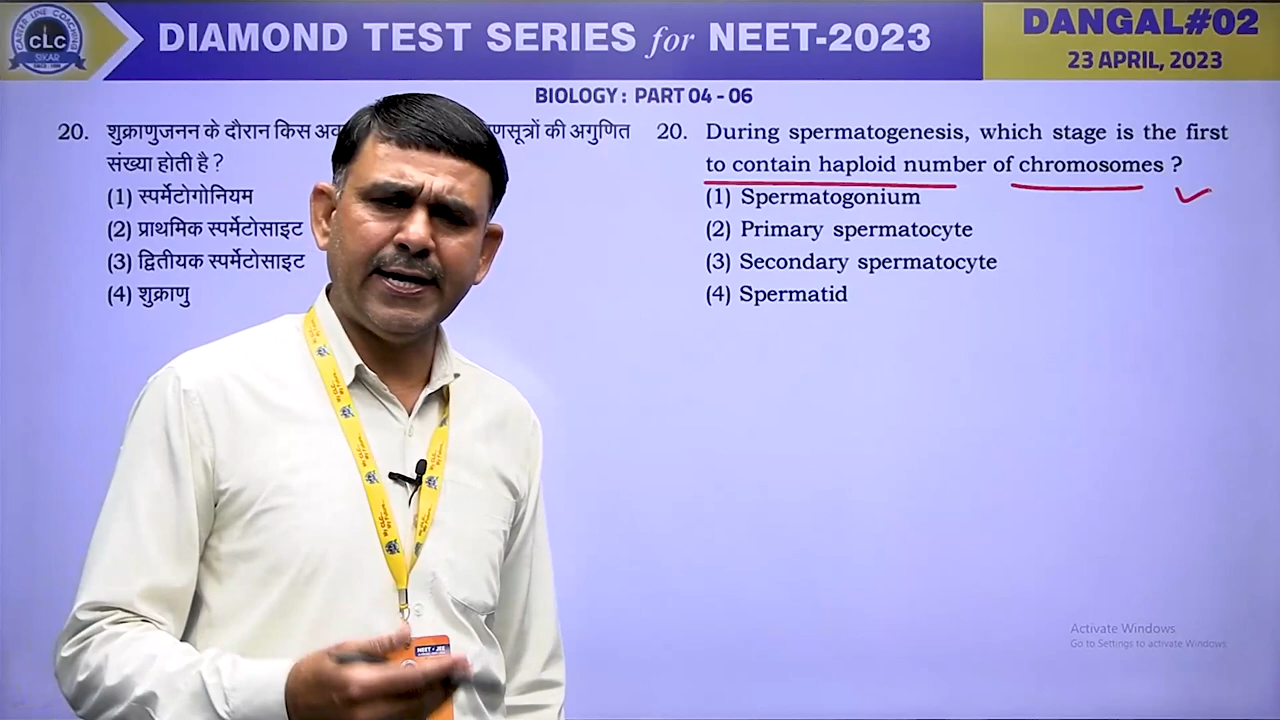 CAREER LINE COACHING
CLC
SIKAR
DIAMOND TEST SERIES for NEET-2023
DANGAL#02
23 APRIL, 2023
BIOLOGY : PART 04 - 06
20. शुक्राणुजनन के दौरान किस की अगुणित
संख्या होती है ?
(1) स्पर्मेटोगोनियम
(2) प्राथमिक स्पर्मेटोसाइट
(3) द्वितीयक स्पर्मेटोसाइट
(4) शुक्राणु
20. During spermatogenesis, which stage is the first
to contain haploid number of chromosomes ?
(1) Spermatogonium
(2) Primary spermatocyte
(3) Secondary spermatocyte
(4) Spermatid
NEET - JEE
Activate Windows
Go to Settings to activate Windows